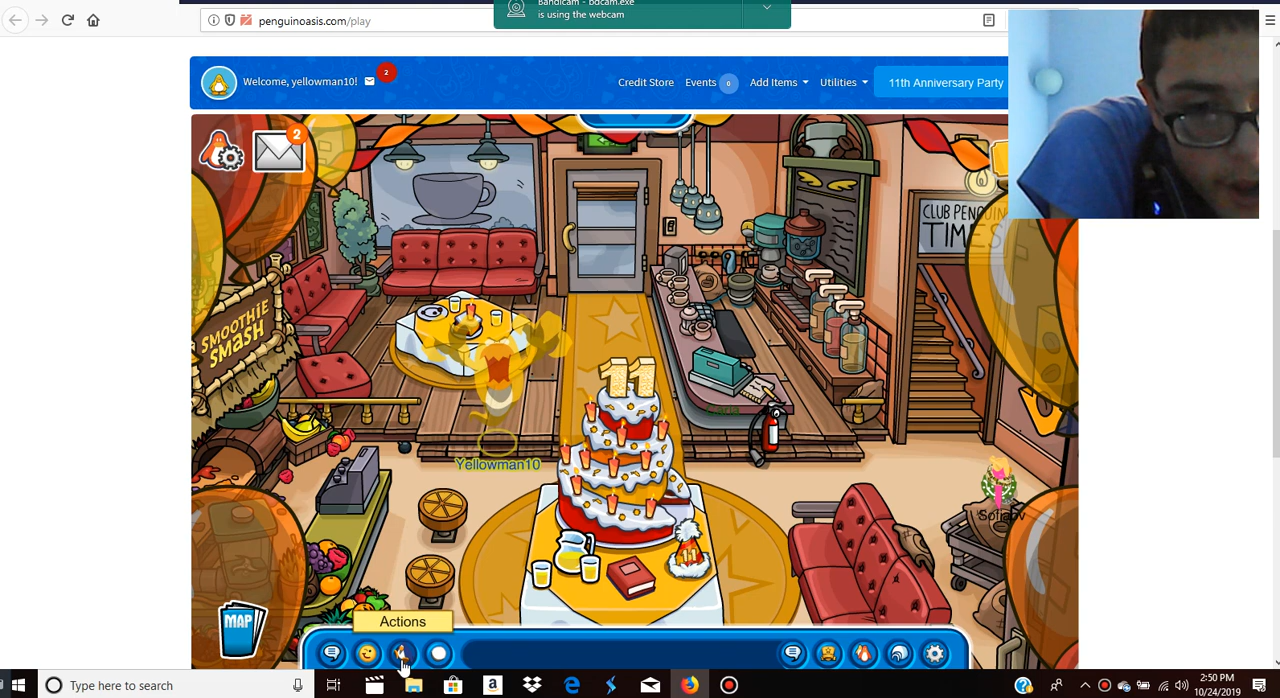 Bandicam - bdcam.exe
is using the webcam
penguinoasis.com/play
Welcome, yellowman10!
2
Credit Store
Events
0
Add Items
Utilities
11th Anniversary Party
2
CLUB PENGUIN
TIMES
SMOOTHIE
SMASH
11
Yellowman10
11
MAP
Actions
Type here to search
2:50 PM
10/24/2019